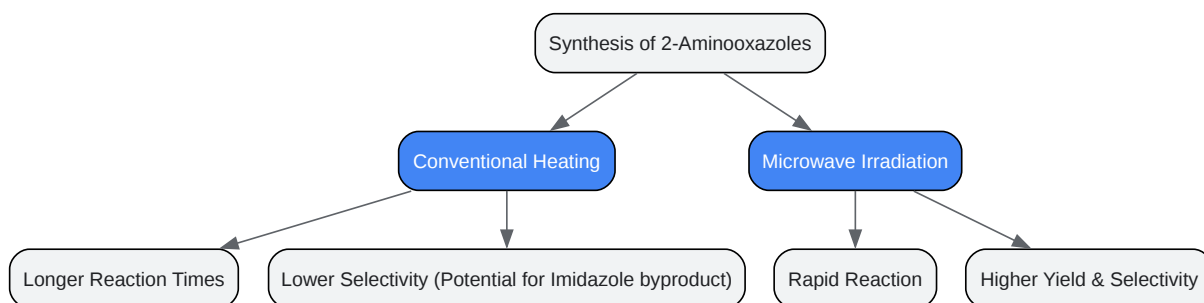 Synthesis of 2-Aminooxazoles
Conventional Heating
Microwave Irradiation
Longer Reaction Times
Lower Selectivity (Potential for Imidazole byproduct)
Rapid Reaction
Higher Yield & Selectivity